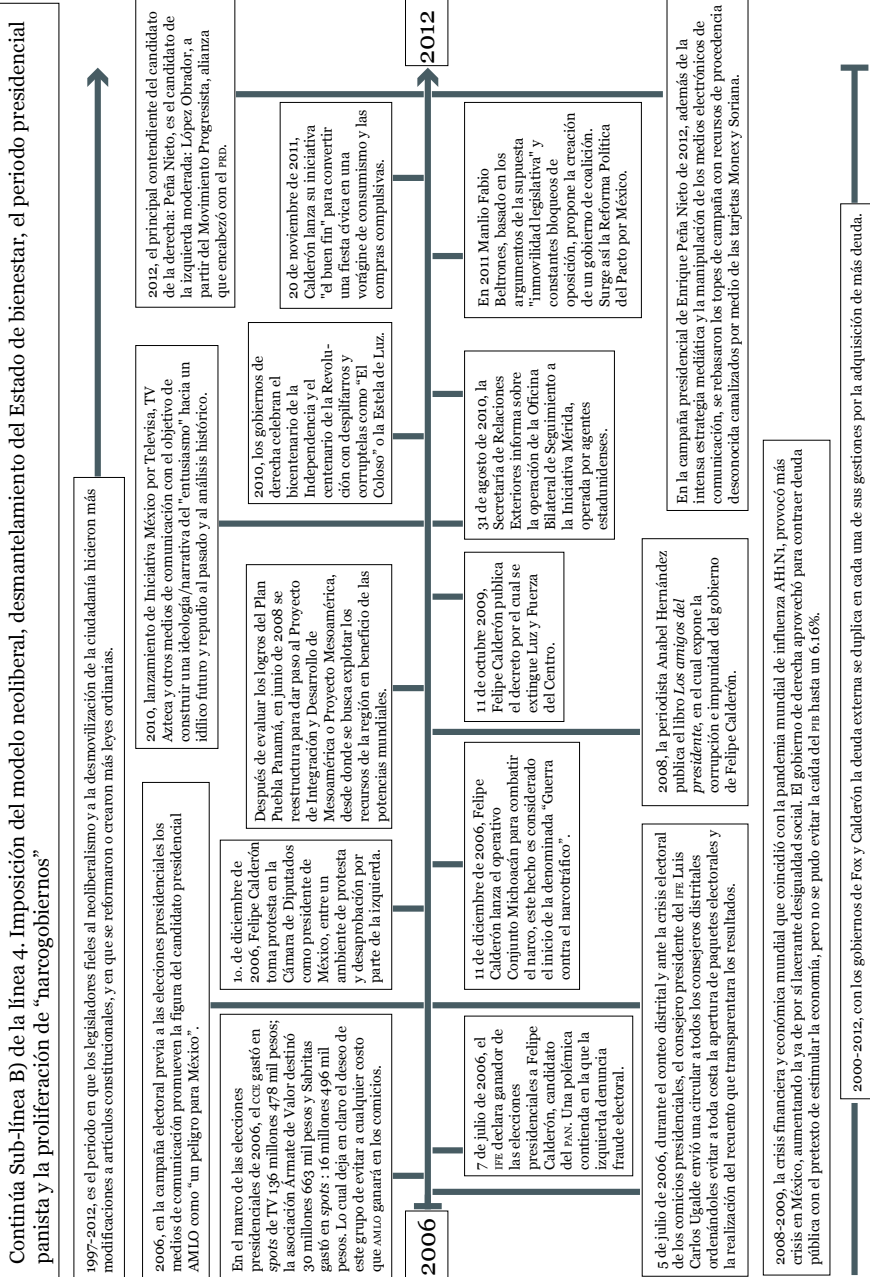 Continúa Sub-línea B) de la línea 4. Imposición del modelo neoliberal, desmantelamiento del Estado de bienestar, el periodo presidencial
panista y la proliferación de “narcogobiernos”
1997-2012, es el periodo en que los legisladores fieles al neoliberalismo y a la desmovilización de la ciudadanía hicieron más
modificaciones a artículos constitucionales, y en que se reformaron o crearon más leyes ordinarias.
2006, en la campaña electoral previa a las elecciones presidenciales los
medios de comunicación promueven la figura del candidato presidencial
AMLO como “un peligro para México”.
2010, lanzamiento de Iniciativa México por Televisa, TV
Azteca y otros medios de comunicación con el objetivo de
construir una ideología/narrativa del "entusiasmo" hacia un
idílico futuro y repudio al pasado y al análisis histórico.
2012, el principal contendiente del candidato
de la derecha: Peña Nieto, es el candidato de
la izquierda moderada: López Obrador, a
partir del Movimiento Progresista, alianza
que encabezó con el PRD.
En el marco de las elecciones
presidenciales de 2006, el CCE gastó en
spots de TV 136 millones 478 mil pesos;
la asociación Ármate de Valor destinó
30 millones 663 mil pesos y Sabritas
gastó en spots : 16 millones 496 mil
pesos. Lo cual deja en claro el deseo de
este grupo de evitar a cualquier costo
que AMLO ganará en los comicios.
1o. de diciembre de
2006, Felipe Calderón
toma protesta en la
Cámara de Diputados
como presidente de
México, entre un
ambiente de protesta
y desaprobación por
parte de la izquierda.
Después de evaluar los logros del Plan
Puebla Panamá, en junio de 2008 se
reestructura para dar paso al Proyecto
de Integración y Desarrollo de
Mesoamérica o Proyecto Mesoamérica,
desde donde se busca explotar los
recursos de la región en beneficio de las
potencias mundiales.
2010, los gobiernos de
derecha celebran el
bicentenario de la
Independencia y el
centenario de la Revolu-
ción con despilfarros y
corruptelas como “El
Coloso” o la Estela de Luz.
20 de noviembre de 2011,
Calderón lanza su iniciativa
"el buen fin" para convertir
una fiesta cívica en una
vorágine de consumismo y las
compras compulsivas.
2006
2012
7 de julio de 2006, el
IFE declara ganador de
las elecciones
presidenciales a Felipe
Calderón, candidato
del PAN. Una polémica
contienda en la que la
izquierda denuncia
fraude electoral.
11 de diciembre de 2006, Felipe
Calderón lanza el operativo
Conjunto Michoacán para combatir
el narco, este hecho es considerado
el inicio de la denominada “Guerra
contra el narcotráfico”.
11 de octubre 2009,
Felipe Calderón publica
el decreto por el cual se
extingue Luz y Fuerza
del Centro.
31 de agosto de 2010, la
Secretaría de Relaciones
Exteriores informa sobre
la operación de la Oficina
Bilateral de Seguimiento a
la Iniciativa Mérida,
operada por agentes
estadunidenses.
En 2011 Manlio Fabio
Beltrones, basado en los
argumentos de la supuesta
"inmovilidad legislativa" y
constantes bloqueos de
oposición, propone la creación
de un gobierno de coalición.
Surge así la Reforma Política
del Pacto por México.
5 de julio de 2006, durante el conteo distrital y ante la crisis electoral
de los comicios presidenciales, el consejero presidente del IFE Luis
Carlos Ugalde envió una circular a todos los consejeros distritales
ordenándoles evitar a toda costa la apertura de paquetes electorales y
la realización del recuento que transparentara los resultados.
2008, la periodista Anabel Hernández
publica el libro Los amigos del
presidente, en el cual expone la
corrupción e impunidad del gobierno
de Felipe Calderón.
En la campaña presidencial de Enrique Peña Nieto de 2012, además de la
intensa estrategia mediática y la manipulación de los medios electrónicos de
comunicación, se rebasaron los topes de campaña con recursos de procedencia
desconocida canalizados por medio de las tarjetas Monex y Soriana.
2008-2009, la crisis financiera y económica mundial que coincidió con la pandemia mundial de influenza AH1N1, provocó más
crisis en México, aumentando la ya de por sí lacerante desigualdad social. El gobierno de derecha aprovechó para contraer deuda
pública con el pretexto de estimular la economía, pero no se pudo evitar la caída del PIB hasta un 6.16%.
2000-2012, con los gobiernos de Fox y Calderón la deuda externa se duplica en cada una de sus gestiones por la adquisición de más deuda.